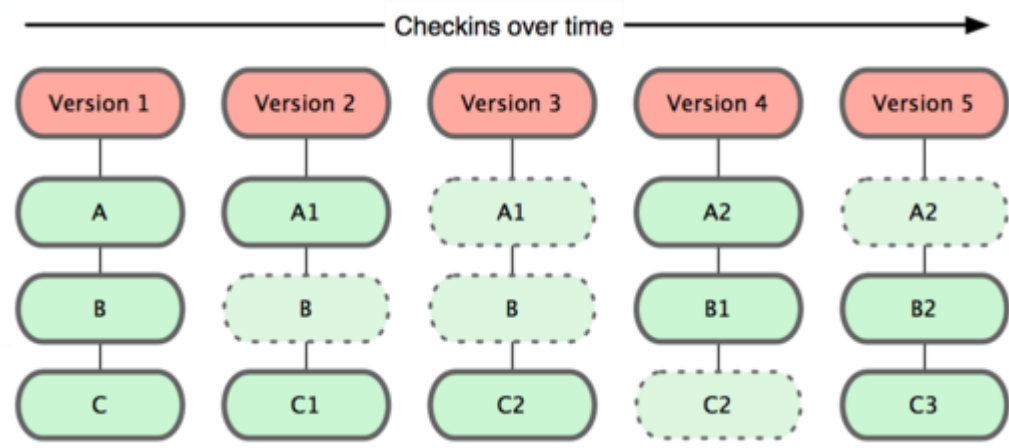 Checkins over time
Version 1 Version 2 Version 3 Version 4 Version 5
A A1 A1 A2 A2
B B B B1 B2
C C1 C2 C2 C3